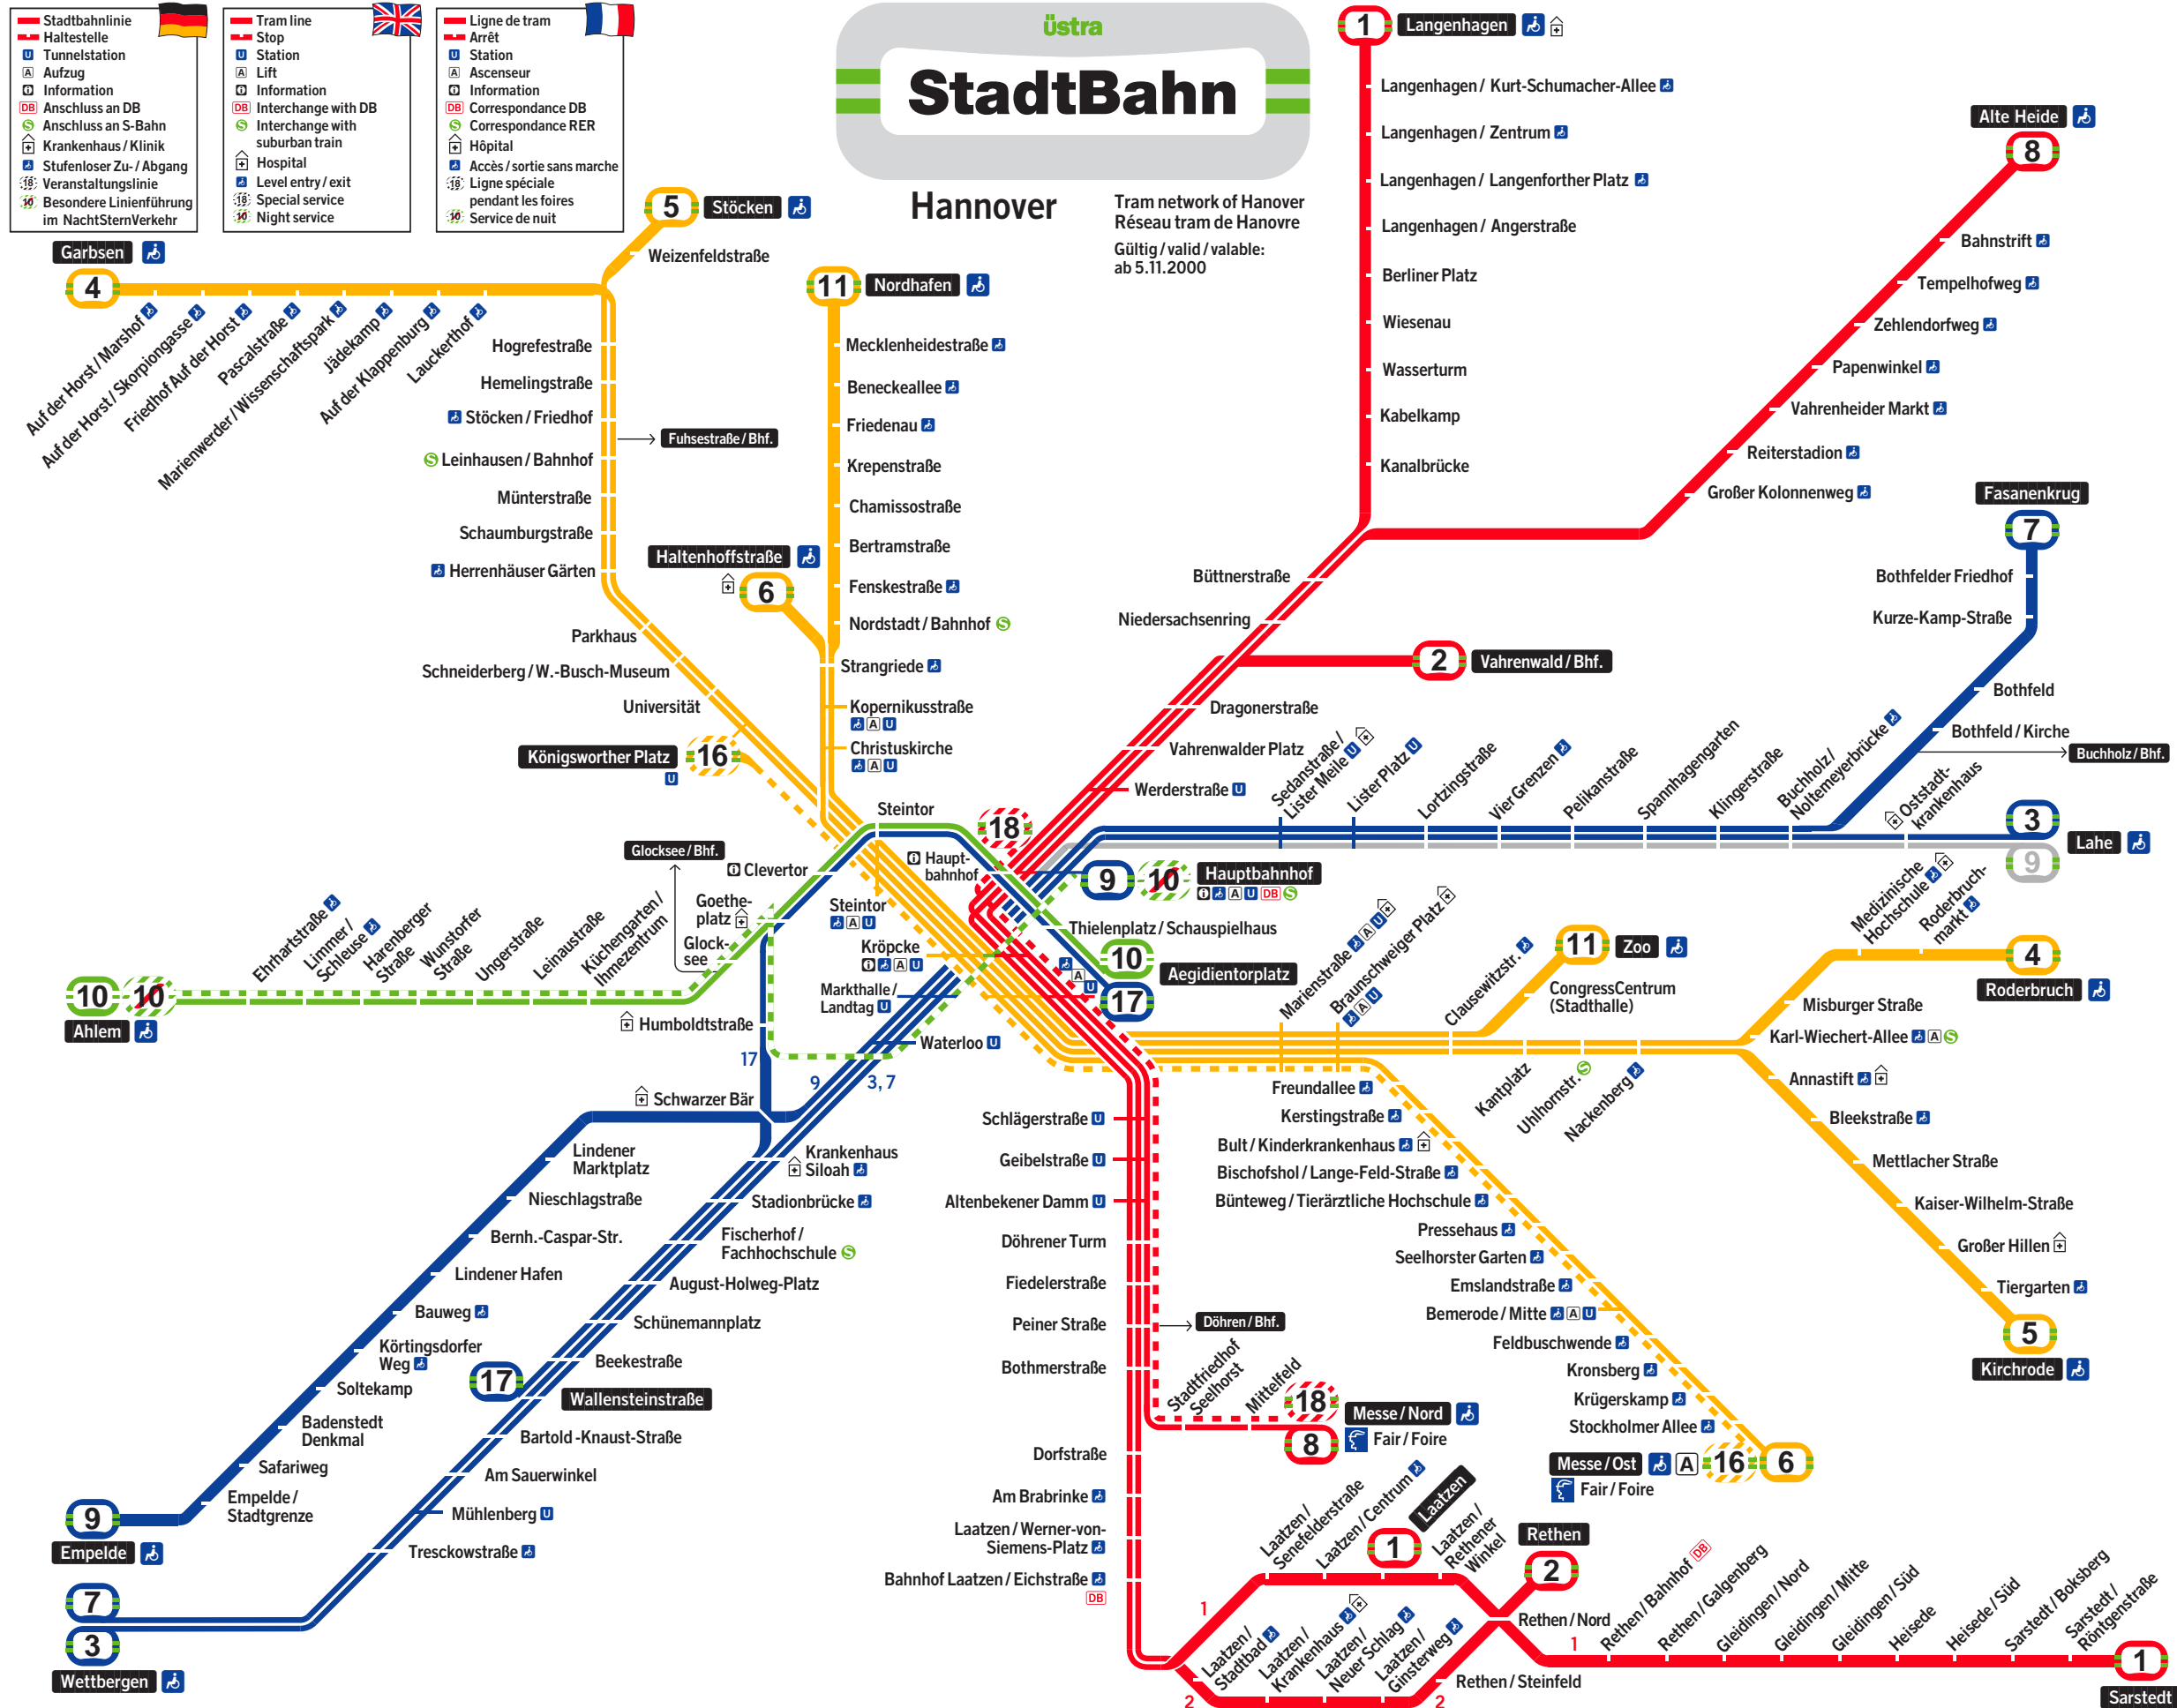 Stadtbahnlinie
Haltestelle
U Tunnelstation
A Aufzug
i Information
DB Anschluss an DB
S Anschluss an S-Bahn
Krankenhaus / Klinik
Stufenloser Zu- / Abgang
18 Veranstaltungslinie
10 Besondere Linienführung
im NachtSternVerkehr
Tram line
Stop
U Station
A Lift
i Information
DB Interchange with DB
S Interchange with
suburban train
Hospital
Level entry / exit
18 Special service
10 Night service
Ligne de tram
Arrêt
U Station
A Ascenseur
i Information
DB Correspondance DB
S Correspondance RER
Hôpital
Accès / sortie sans marche
18 Ligne spéciale
pendant les foires
10 Service de nuit
üstra
StadtBahn
Hannover
Tram network of Hanover
Réseau tram de Hanovre
Gültig / valid / valable:
ab 5.11.2000
1 Langenhagen
Langenhagen / Kurt-Schumacher-Allee
Langenhagen / Zentrum
Langenhagen / Langenforther Platz
Langenhagen / Angerstraße
Berliner Platz
Wiesenau
Wasserturm
Kabelkamp
Kanalbrücke
Büttnerstraße
Niedersachsenring
2 Vahrenwald / Bhf.
Dragonerstraße
Vahrenwalder Platz
Werderstraße U
Alte Heide
8
Bahnstrift
Tempelhofweg
Zehlendorfweg
Papenwinkel
Vahrenheider Markt
Reiterstadion
Großer Kolonnenweg
Fasanenkrug
7
Bothfelder Friedhof
Kurze-Kamp-Straße
Bothfeld
Bothfeld / Kirche
Buchholz / Bhf.
5 Stöcken
Weizenfeldstraße
Garbsen
4
Auf der Horst / Marshof
Auf der Horst / Skorpiongasse
Friedhof Auf der Horst
Pascalstraße
Marienwerder / Wissenschaftspark
Jädekamp
Auf der Klappenburg
Lauckerthof
Hogrefestraße
Hemelingstraße
Stöcken / Friedhof
Fuhsestraße / Bhf.
S Leinhausen / Bahnhof
Münterstraße
Schaumburgstraße
Herrenhäuser Gärten
Parkhaus
Schneiderberg / W.-Busch-Museum
Universität
Königsworther Platz 16
U
11 Nordhafen
Mecklenheidestraße
Beneckeallee
Friedenau
Krepenstraße
Chamissostraße
Bertramstraße
Fenskestraße
Nordstadt / Bahnhof S
Haltenhoffstraße
6
Strangriede
Kopernikusstraße
A U
Christuskirche
A U
Sedanstraße /
Lister Meile U
Lister Platz U
Lortzingstraße
Vier Grenzen
Pelikanstraße
Spannhagengarten
Klingerstraße
Buchholz /
Noltemeyerbrücke
Oststadt-
krankenhaus
3
Lahe
9
Steintor
18
i Haupt-
bahnhof
i Clevertor
Glocksee / Bhf.
Goethe-
platz
Glock-
see
9 10 Hauptbahnhof
i A U DB S
Steintor
A U
Kröpcke
i A U
Thielenplatz / Schauspielhaus
10
Aegidientorplatz
17
A
U
Markthalle /
Landtag U
Waterloo U
10 10
Ahlem
Ehrhartstraße
Limmer /
Schleuse
Harenberger
Straße
Wunstorfer
Straße
Ungerstraße
Leinaustraße
Küchengarten /
Ihmezentrum
Humboldtstraße
17
9
3, 7
Schwarzer Bär
Lindener
Marktplatz
Nieschlagstraße
Bernh.-Caspar-Str.
Lindener Hafen
Bauweg
Körtingsdorfer
Weg
Soltekamp
Badenstedt
Denkmal
Safariweg
Empelde /
Stadtgrenze
9
Empelde
Krankenhaus
Siloah
Stadionbrücke
Fischerhof /
Fachhochschule S
August-Holweg-Platz
Schünemannplatz
Beekestraße
17
Wallensteinstraße
Bartold -Knaust-Straße
Am Sauerwinkel
Mühlenberg U
Tresckowstraße
7
3
Wettbergen
Marienstraße A U
Braunschweiger Platz
A U
Clausewitzstr.
11 Zoo
CongressCentrum
(Stadthalle)
Kantplatz
Uhlhornstr. S
Nackenberg
Medizinische
Hochschule
Roderbruch-
markt
4
Roderbruch
Misburger Straße
Karl-Wiechert-Allee A S
Annastift
Bleekstraße
Mettlacher Straße
Kaiser-Wilhelm-Straße
Großer Hillen
Tiergarten
5
Kirchrode
Freundallee
Kerstingstraße
Bult / Kinderkrankenhaus
Bischofshol / Lange-Feld-Straße
Bünteweg / Tierärztliche Hochschule
Pressehaus
Seelhorster Garten
Emslandstraße
Bemerode / Mitte A U
Feldbuschwende
Kronsberg
Krügerskamp
Stockholmer Allee
Messe / Ost A 16 6
Fair / Foire
Schlägerstraße U
Geibelstraße U
Altenbekener Damm U
Döhrener Turm
Fiedelerstraße
Peiner Straße
Döhren / Bhf.
Bothmerstraße
Stadtfriedhof
Seelhorst
Mittelfeld
18
Messe / Nord
8 Fair / Foire
Dorfstraße
Am Brabrinke
Laatzen / Werner-von-
Siemens-Platz
Bahnhof Laatzen / Eichstraße
DB
1
Laatzen /
Senefelderstraße
Laatzen / Centrum
1 Laatzen
Laatzen /
Rethener
Winkel
Rethen
2
2
Laatzen /
Stadtbad
Laatzen /
Krankenhaus
Laatzen /
Neuer Schlag
Laatzen /
Ginsterweg
2
Rethen / Steinfeld
Rethen / Nord
1
Rethen / Bahnhof DB
Rethen / Galgenberg
Gleidingen / Nord
Gleidingen / Mitte
Gleidingen / Süd
Heisede
Heisede / Süd
Sarstedt / Boksberg
Sarstedt /
Röntgenstraße
1
Sarstedt